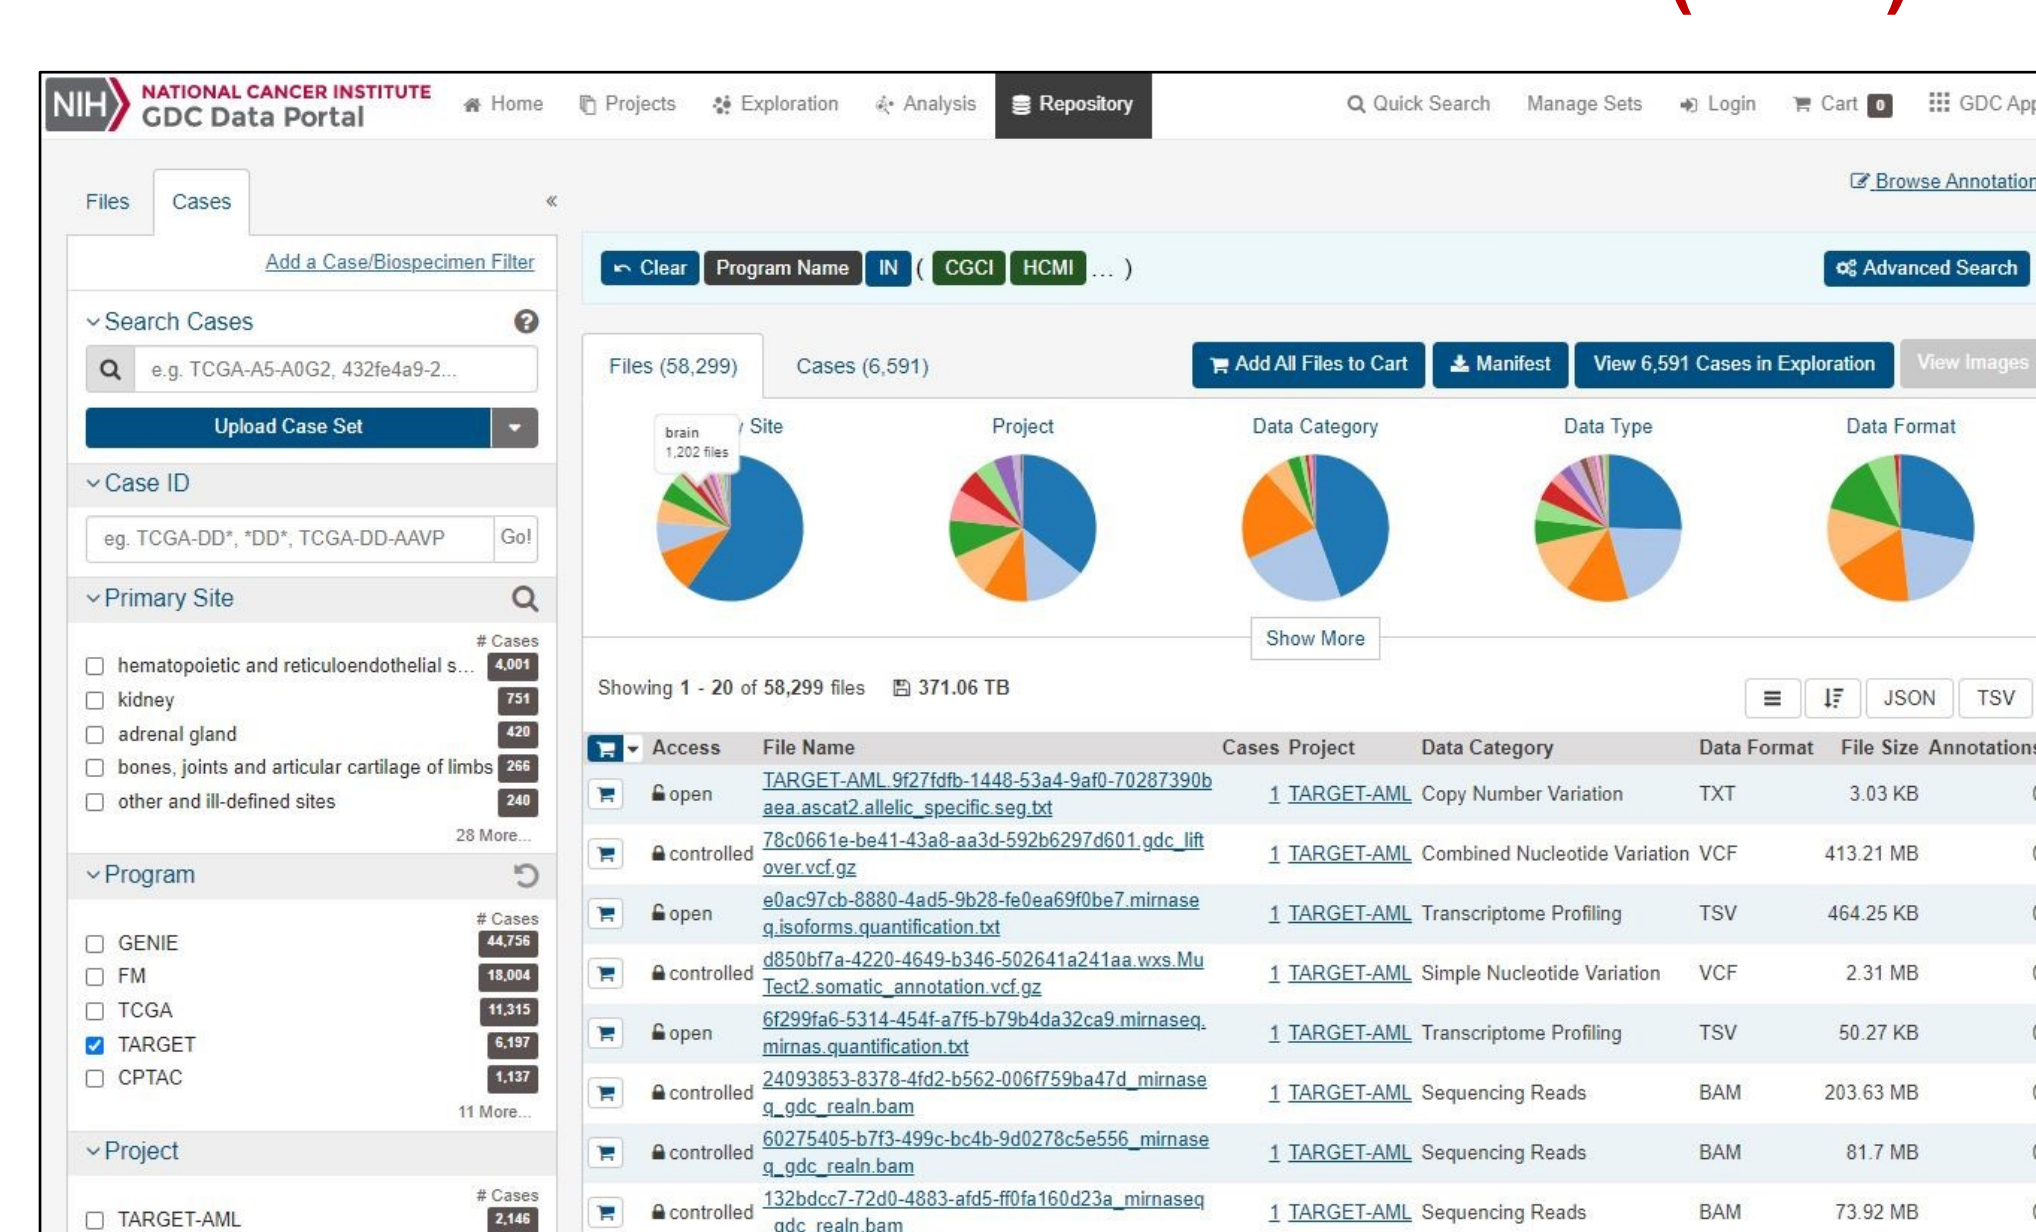 NIH NATIONAL CANCER INSTITUTE
GDC Data Portal
Home Projects Exploration Analysis Repository Quick Search Manage Sets Login Cart 0 GDC App
Browse Annotation
Files Cases «
Add a Case/Biospecimen Filter
Clear Program Name IN ( CGCI HCMI ... ) Advanced Search
Search Cases
e.g. TCGA-A5-A0G2, 432fe4a9-2...
Upload Case Set
Case ID
eg. TCGA-DD*, *DD*, TCGA-DD-AAVP Go!
Primary Site
# Cases
hematopoietic and reticuloendothelial s... 4,001
kidney 751
adrenal gland 420
bones, joints and articular cartilage of limbs 266
other and ill-defined sites 240
28 More...
Program
# Cases
GENIE 44,756
FM 18,004
TCGA 11,315
TARGET 6,197
CPTAC 1,137
11 More...
Project
# Cases
TARGET-AML 2,146
Files (58,299) Cases (6,591) Add All Files to Cart Manifest View 6,591 Cases in Exploration View Images
y Site Project Data Category Data Type Data Format
brain
1,202 files
Show More
Showing 1 - 20 of 58,299 files 371.06 TB JSON TSV
Access File Name Cases Project Data Category Data Format File Size Annotations
open TARGET-AML.9f27fdfb-1448-53a4-9af0-70287390b 1 TARGET-AML Copy Number Variation TXT 3.03 KB
aea.ascat2.allelic_specific.seg.txt
controlled 78c0661e-be41-43a8-aa3d-592b6297d601.gdc_lift 1 TARGET-AML Combined Nucleotide Variation VCF 413.21 MB
over.vcf.gz
open e0ac97cb-8880-4ad5-9b28-fe0ea69f0be7.mirnase 1 TARGET-AML Transcriptome Profiling TSV 464.25 KB
q.isoforms.quantification.txt
controlled d850bf7a-4220-4649-b346-502641a241aa.wxs.Mu 1 TARGET-AML Simple Nucleotide Variation VCF 2.31 MB
Tect2.somatic_annotation.vcf.gz
open 6f299fa6-5314-454f-a7f5-b79b4da32ca9.mirnaseq. 1 TARGET-AML Transcriptome Profiling TSV 50.27 KB
mirnas.quantification.txt
controlled 24093853-8378-4fd2-b562-006f759ba47d_mirnase 1 TARGET-AML Sequencing Reads BAM 203.63 MB
q_gdc_realn.bam
controlled 60275405-b7f3-499c-bc4b-9d0278c5e556_mirnase 1 TARGET-AML Sequencing Reads BAM 81.7 MB
q_gdc_realn.bam
controlled 132bdcc7-72d0-4883-afd5-ff0fa160d23a_mirnaseq 1 TARGET-AML Sequencing Reads BAM 73.92 MB
_gdc_realn.bam